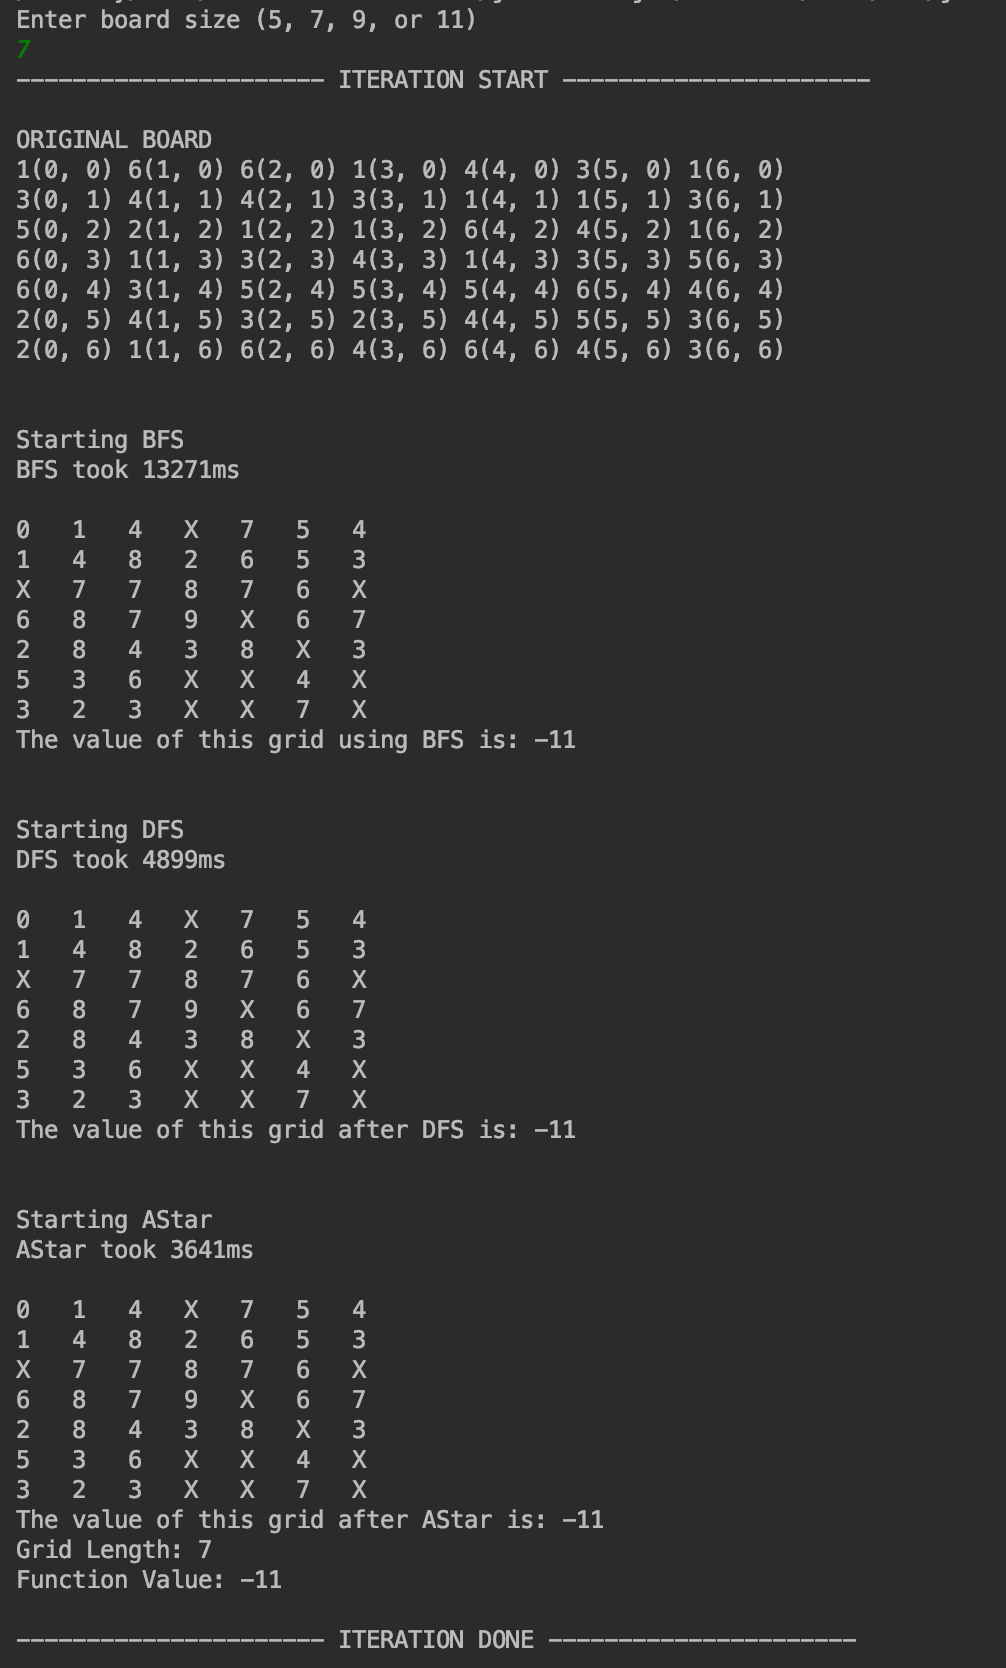 Enter board size (5, 7, 9, or 11)
7
---------------------- ITERATION START ----------------------
ORIGINAL BOARD
1(0, 0) 6(1, 0) 6(2, 0) 1(3, 0) 4(4, 0) 3(5, 0) 1(6, 0)
3(0, 1) 4(1, 1) 4(2, 1) 3(3, 1) 1(4, 1) 1(5, 1) 3(6, 1)
5(0, 2) 2(1, 2) 1(2, 2) 1(3, 2) 6(4, 2) 4(5, 2) 1(6, 2)
6(0, 3) 1(1, 3) 3(2, 3) 4(3, 3) 1(4, 3) 3(5, 3) 5(6, 3)
6(0, 4) 3(1, 4) 5(2, 4) 5(3, 4) 5(4, 4) 6(5, 4) 4(6, 4)
2(0, 5) 4(1, 5) 3(2, 5) 2(3, 5) 4(4, 5) 5(5, 5) 3(6, 5)
2(0, 6) 1(1, 6) 6(2, 6) 4(3, 6) 6(4, 6) 4(5, 6) 3(6, 6)
Starting BFS
BFS took 13271ms
0   1   4   X   7   5   4
1   4   8   2   6   5   3
X   7   7   8   7   6   X
6   8   7   9   X   6   7
2   8   4   3   8   X   3
5   3   6   X   X   4   X
3   2   3   X   X   7   X
The value of this grid using BFS is: -11
Starting DFS
DFS took 4899ms
0   1   4   X   7   5   4
1   4   8   2   6   5   3
X   7   7   8   7   6   X
6   8   7   9   X   6   7
2   8   4   3   8   X   3
5   3   6   X   X   4   X
3   2   3   X   X   7   X
The value of this grid after DFS is: -11
Starting AStar
AStar took 3641ms
0   1   4   X   7   5   4
1   4   8   2   6   5   3
X   7   7   8   7   6   X
6   8   7   9   X   6   7
2   8   4   3   8   X   3
5   3   6   X   X   4   X
3   2   3   X   X   7   X
The value of this grid after AStar is: -11
Grid Length: 7
Function Value: -11
---------------------- ITERATION DONE ----------------------